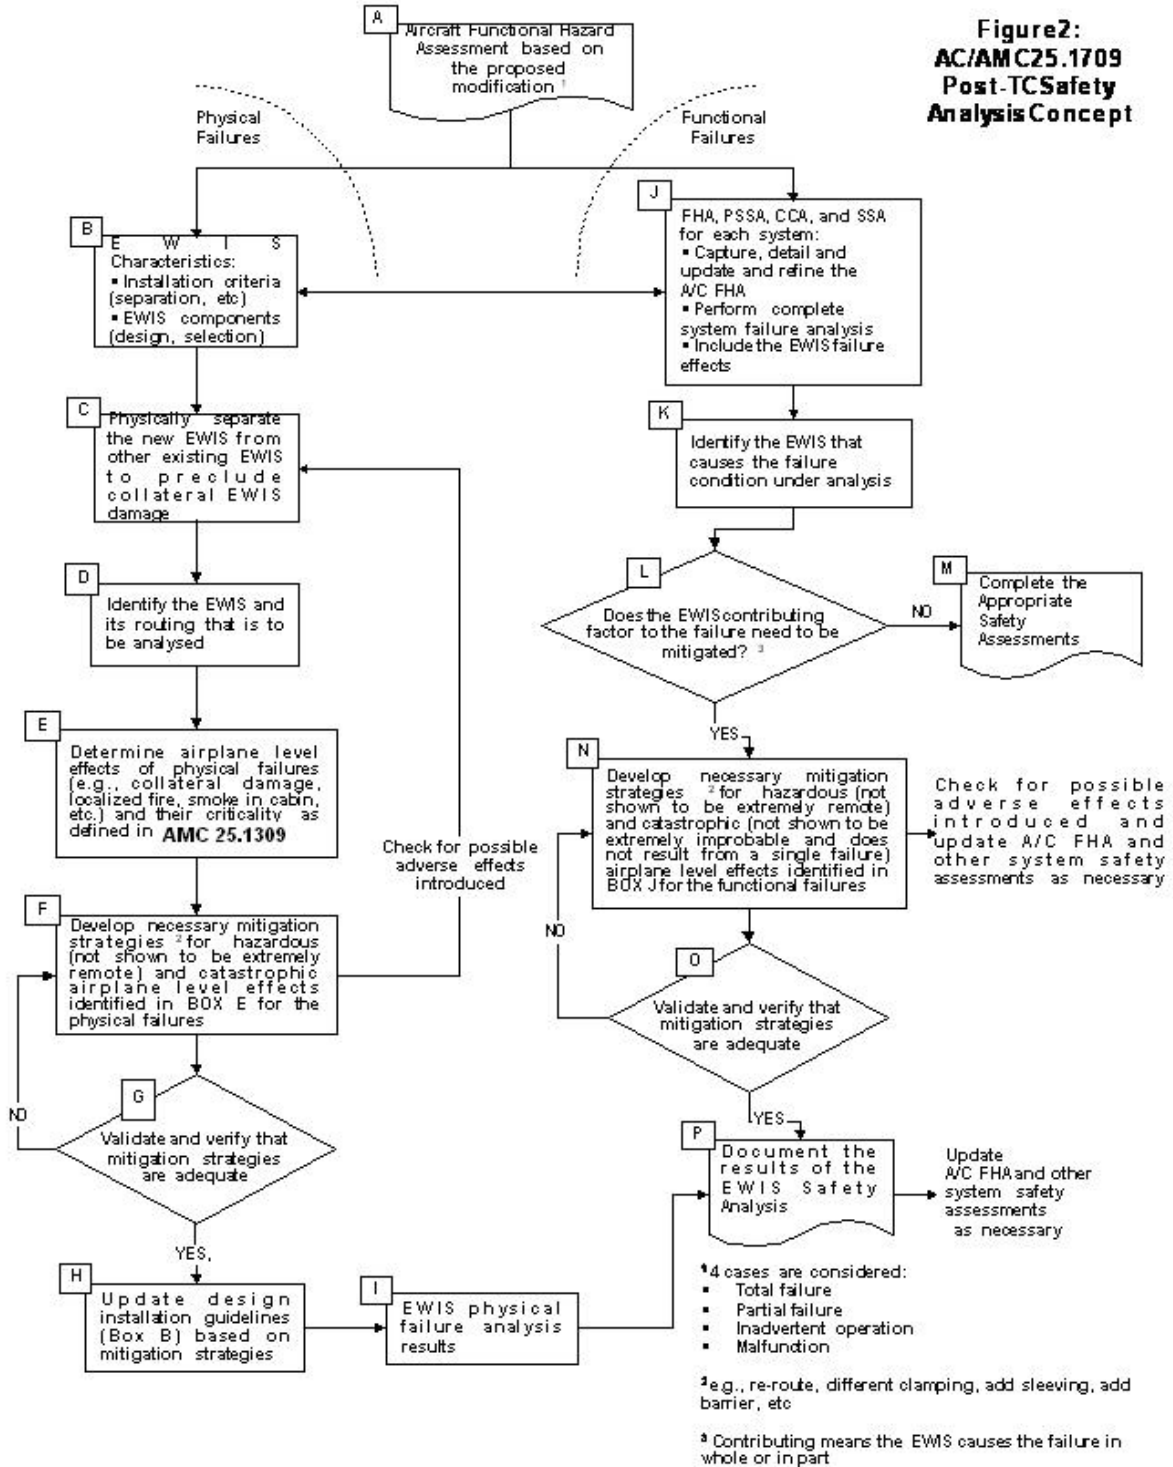 Figure2:
AC/AMC25.1709
Post-TCSafety
AnalysisConcept
A
Aircraft Functional Hazard
Assessment based on
the proposed
modification 1
Physical
Failures
Functional
Failures
B
E W I S
Characteristics:
▪ Installation criteria
(separation, etc)
▪ EWIS components
(design, selection)
J
FHA, PSSA, CCA, and SSA
for each system:
▪ Capture, detail and
update and refine the
A/C FHA
▪ Perform complete
system failure analysis
▪ Include the EWIS failure
effects
C
Physically separate
the new EWIS from
other existing EWIS
to preclude
collateral EWIS
damage
K
Identify the EWIS that
causes the failure
condition under analysis
D
Identify the EWIS and
its routing that is to
be analysed
L
Does the EWIS contributing
factor to the failure need to be
mitigated? 3
NO
M
Complete the
Appropriate
Safety
Assessments
YES
E
Determine airplane level
effects of physical failures
(e.g., collateral damage,
localized fire, smoke in cabin,
etc.) and their criticality as
defined in AMC 25.1309
N
Develop necessary mitigation
strategies 2 for hazardous (not
shown to be extremely remote)
and catastrophic (not shown to be
extremely improbable and does
not result from a single failure)
airplane level effects identified in
BOX J for the functional failures
Check for possible
adverse effects
introduced and
update A/C FHA and
other system safety
assessments as necessary
Check for possible
adverse effects
introduced
F
Develop necessary mitigation
strategies 2 for hazardous
(not shown to be extremely
remote) and catastrophic
airplane level effects
identified in BOX E for the
physical failures
NO
O
Validate and verify that
mitigation strategies
are adequate
G
NO
Validate and verify that
mitigation strategies
are adequate
YES
P
Document the
results of the
EWIS Safety
Analysis
Update
A/C FHA and other
system safety
assessments
as necessary
YES,
H
Update design
installation guidelines
(Box B) based on
mitigation strategies
I
EWIS physical
failure analysis
results
1 4 cases are considered:
▪ Total failure
▪ Partial failure
▪ Inadvertent operation
▪ Malfunction
2 e.g., re-route, different clamping, add sleeving, add
barrier, etc
3 Contributing means the EWIS causes the failure in
whole or in part